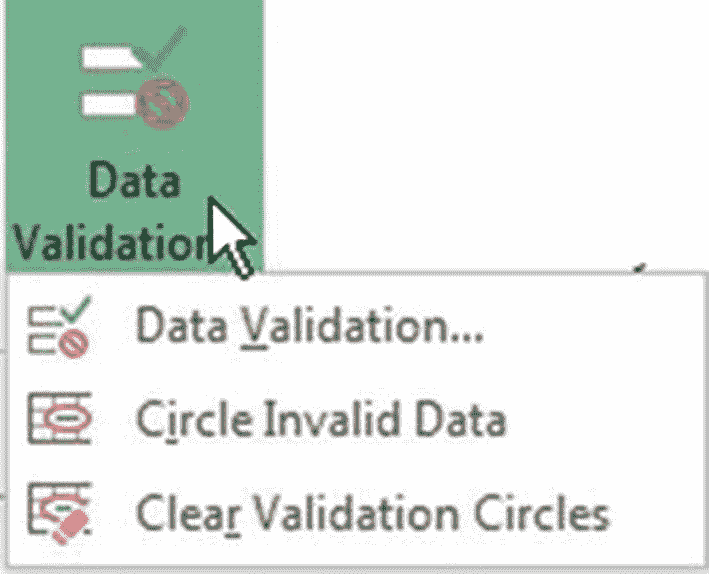 Data
Validation
Data Validation...
Circle Invalid Data
Clear Validation Circles